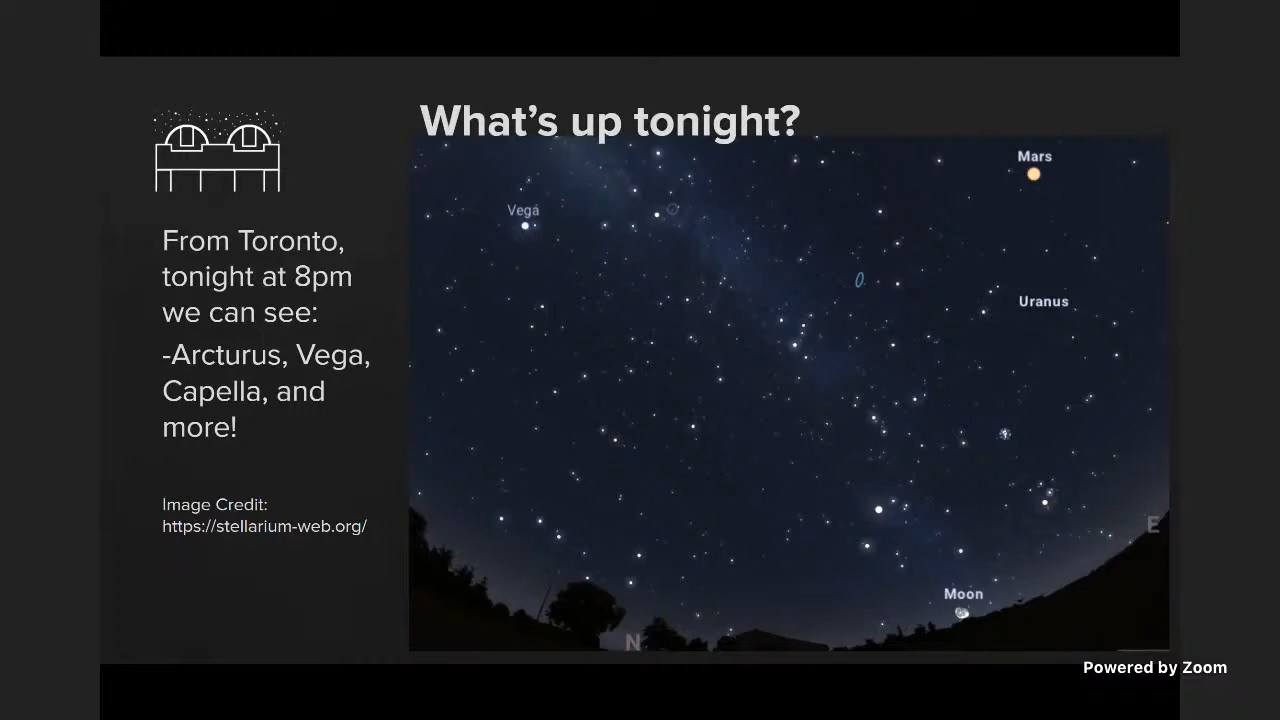 What's up tonight?
From Toronto,
tonight at 8pm
we can see:
-Arcturus, Vega,
Capella, and
more!
Image Credit:
https://stellarium-web.org/
Mars
Vega
Uranus
E
Moon
N
Powered by Zoom